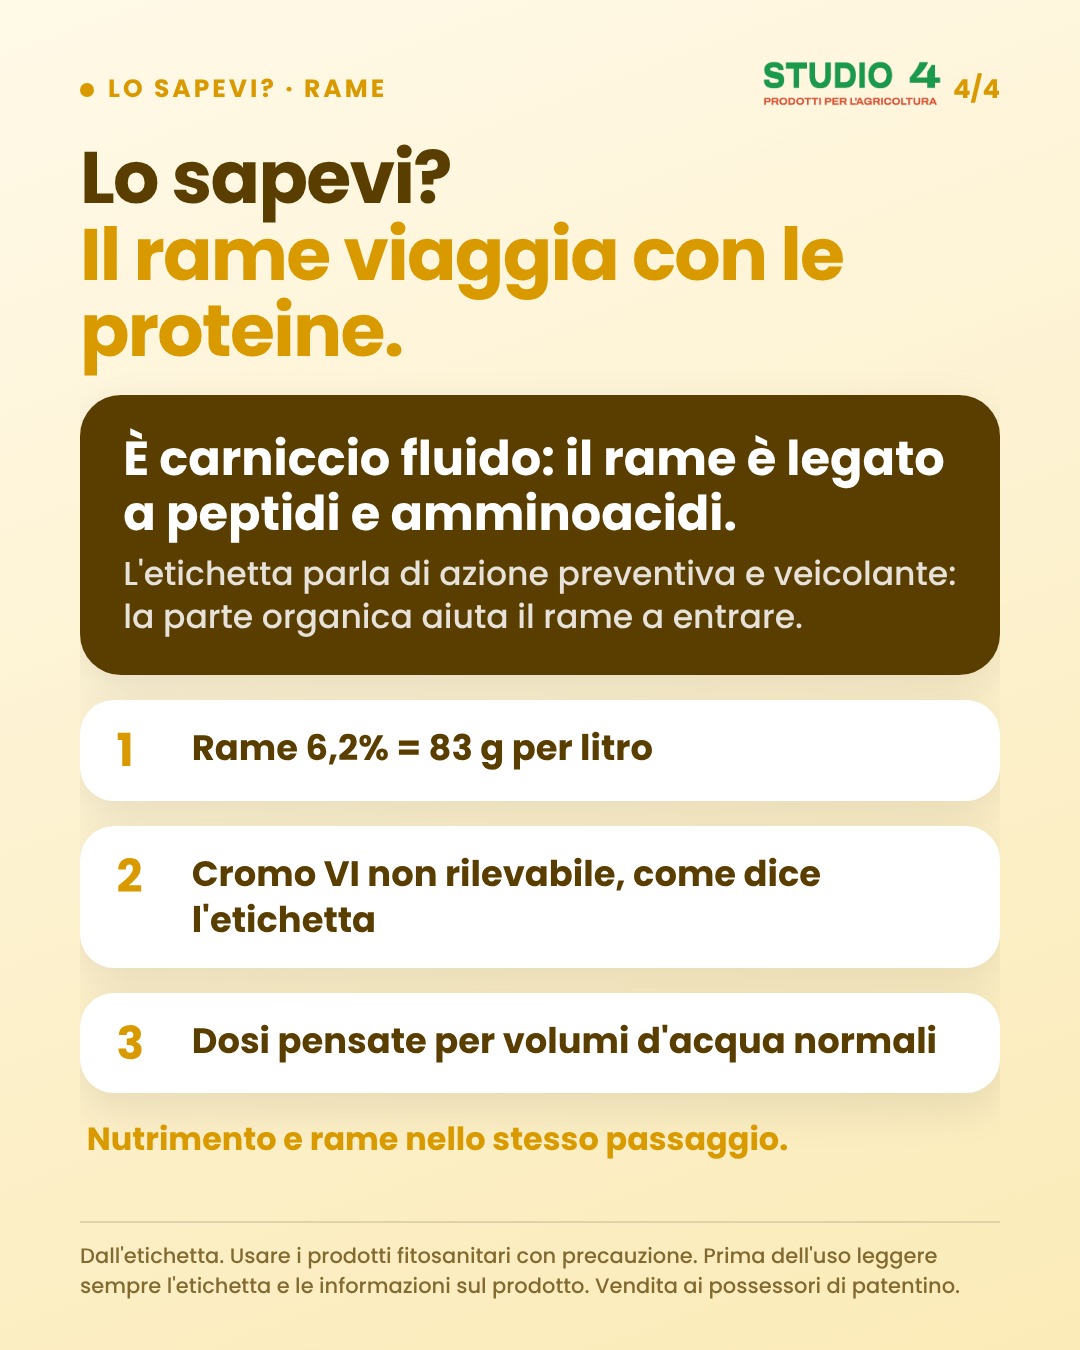 LO SAPEVI? · RAME
STUDIO 4
PRODOTTI PER L'AGRICOLTURA
4/4
Lo sapevi?
Il rame viaggia con le
proteine.
È carniccio fluido: il rame è legato
a peptidi e amminoacidi.
L'etichetta parla di azione preventiva e veicolante:
la parte organica aiuta il rame a entrare.
1 Rame 6,2% = 83 g per litro
2 Cromo VI non rilevabile, come dice
l'etichetta
3 Dosi pensate per volumi d'acqua normali
Nutrimento e rame nello stesso passaggio.
Dall'etichetta. Usare i prodotti fitosanitari con precauzione. Prima dell'uso leggere
sempre l'etichetta e le informazioni sul prodotto. Vendita ai possessori di patentino.